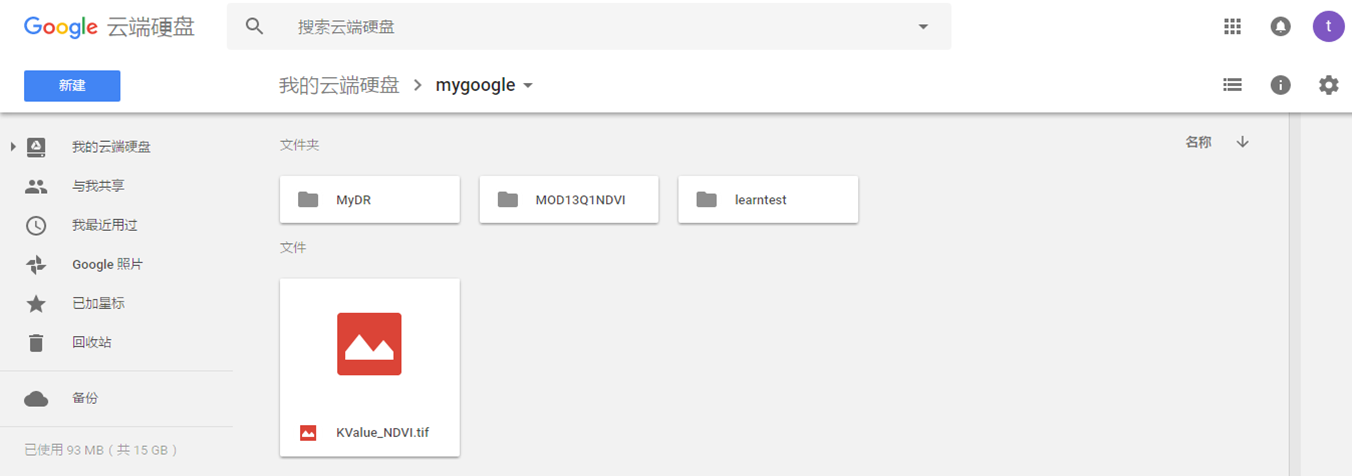 Google 云端硬盘
搜索云端硬盘
t
新建
我的云端硬盘
mygoogle
我的云端硬盘
与我共享
我最近用过
Google 照片
已加星标
回收站
备份
已使用 93 MB（共 15 GB）
文件夹
名称
MyDR
MOD13Q1NDVI
learntest
文件
KValue_NDVI.tif